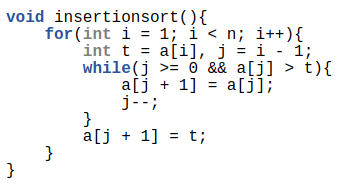 void insertionsort(){
    for(int i = 1; i < n; i++){
        int t = a[i], j = i - 1;
        while(j >= 0 && a[j] > t){
            a[j + 1] = a[j];
            j--;
        }
        a[j + 1] = t;
    }
}